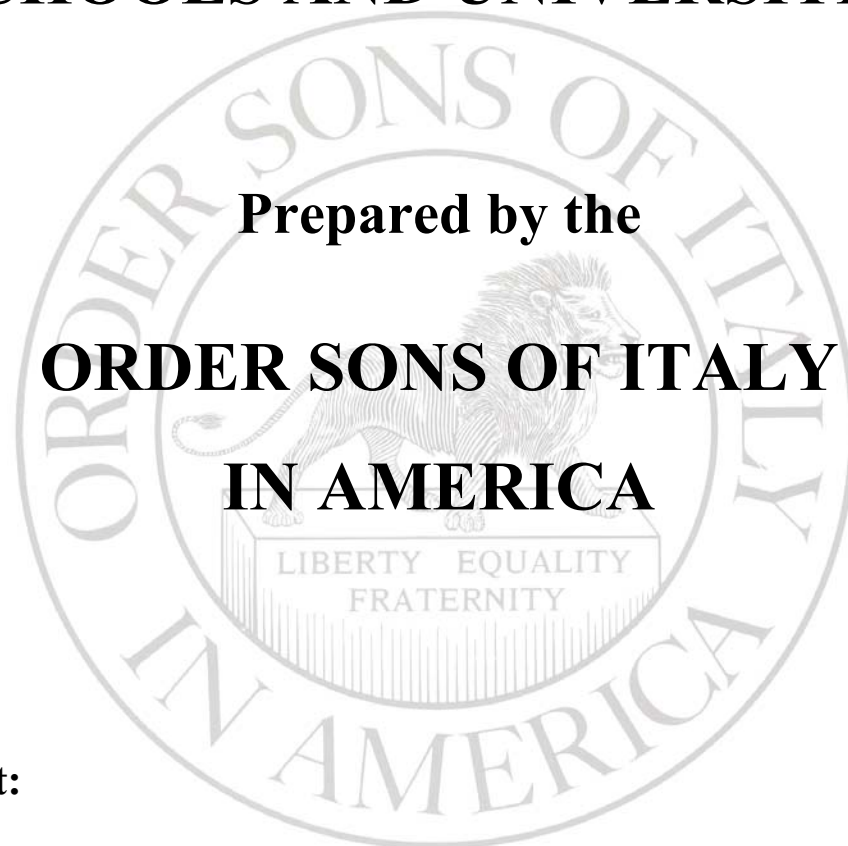 Prepared by the
ORDER SONS OF ITALY
IN AMERICA
ORDER SONS OF ITALY
IN AMERICA
LIBERTY EQUALITY
FRATERNITY